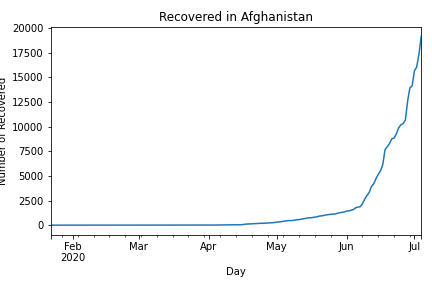 Recovered in Afghanistan
20000
17500
15000
12500
10000
7500
5000
2500
0
Number of Recovered
Feb
2020
Mar
Apr
May
Jun
Jul
Day